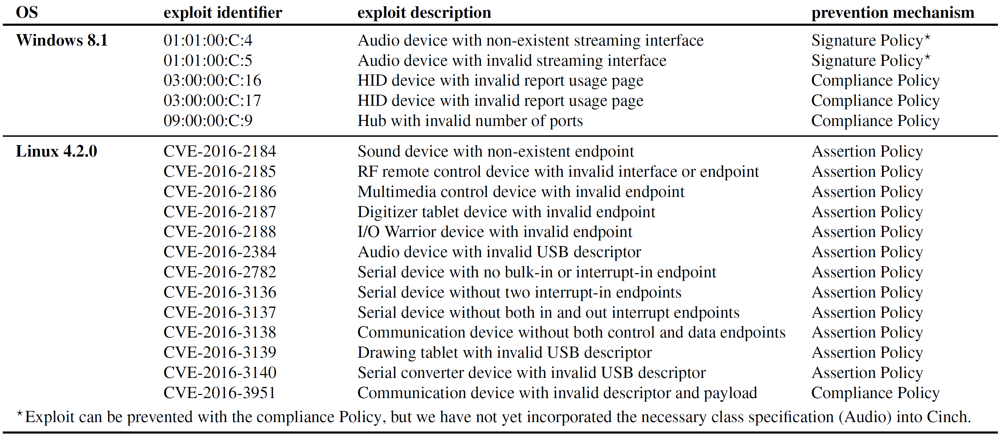 OS exploit identifier exploit description prevention mechanism
Windows 8.1 01:01:00:C:4 Audio device with non-existent streaming interface Signature Policy⋆
01:01:00:C:5 Audio device with invalid streaming interface Signature Policy⋆
03:00:00:C:16 HID device with invalid report usage page Compliance Policy
03:00:00:C:17 HID device with invalid report usage page Compliance Policy
09:00:00:C:9 Hub with invalid number of ports Compliance Policy
Linux 4.2.0 CVE-2016-2184 Sound device with non-existent endpoint Assertion Policy
CVE-2016-2185 RF remote control device with invalid interface or endpoint Assertion Policy
CVE-2016-2186 Multimedia control device with invalid endpoint Assertion Policy
CVE-2016-2187 Digitizer tablet device with invalid endpoint Assertion Policy
CVE-2016-2188 I/O Warrior device with invalid endpoint Assertion Policy
CVE-2016-2384 Audio device with invalid USB descriptor Assertion Policy
CVE-2016-2782 Serial device with no bulk-in or interrupt-in endpoint Assertion Policy
CVE-2016-3136 Serial device without two interrupt-in endpoints Assertion Policy
CVE-2016-3137 Serial device without both in and out interrupt endpoints Assertion Policy
CVE-2016-3138 Communication device without both control and data endpoints Assertion Policy
CVE-2016-3139 Drawing tablet with invalid USB descriptor Assertion Policy
CVE-2016-3140 Serial converter device with invalid USB descriptor Assertion Policy
CVE-2016-3951 Communication device with invalid descriptor and payload Compliance Policy
⋆Exploit can be prevented with the compliance Policy, but we have not yet incorporated the necessary class specification (Audio) into Cinch.